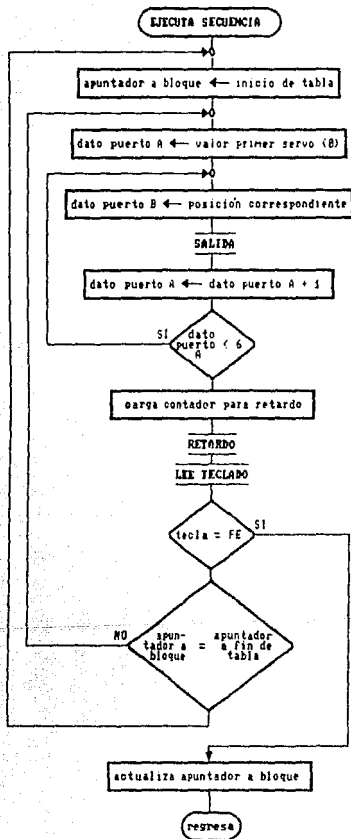 EJECUTA SECUENCIA
apuntador a bloque ← inicio de tabla
dato puerto A ← valor primer servo (0)
dato puerto B ← posición correspondiente
SALIDA
dato puerto A ← dato puerto A + 1
SI
dato
puerto < 6
A
carga contador para retardo
RETARDO
LEE TECLADO
SI
tecla = FE
NO
apun-
tador a
bloque
=
apuntador
a fin de
tabla
actualiza apuntador a bloque
regresa